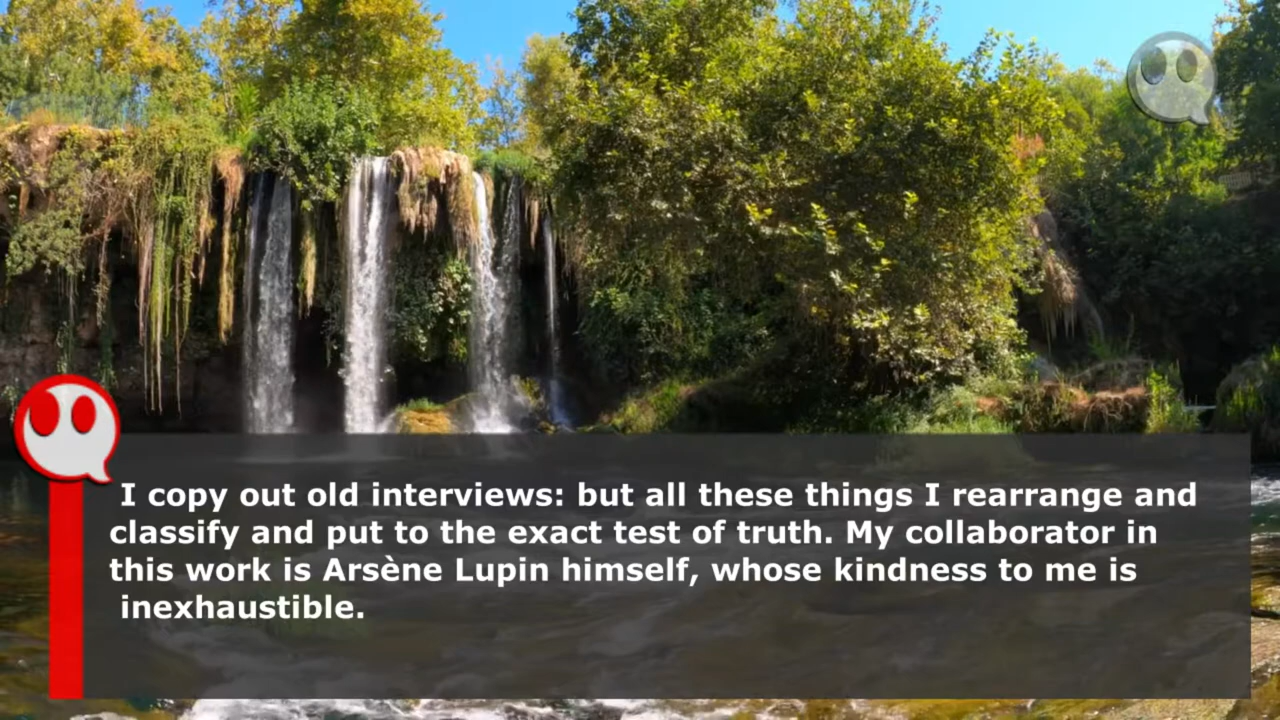 I copy out old interviews: but all these things I rearrange and
classify and put to the exact test of truth. My collaborator in
this work is Arsène Lupin himself, whose kindness to me is
inexhaustible.